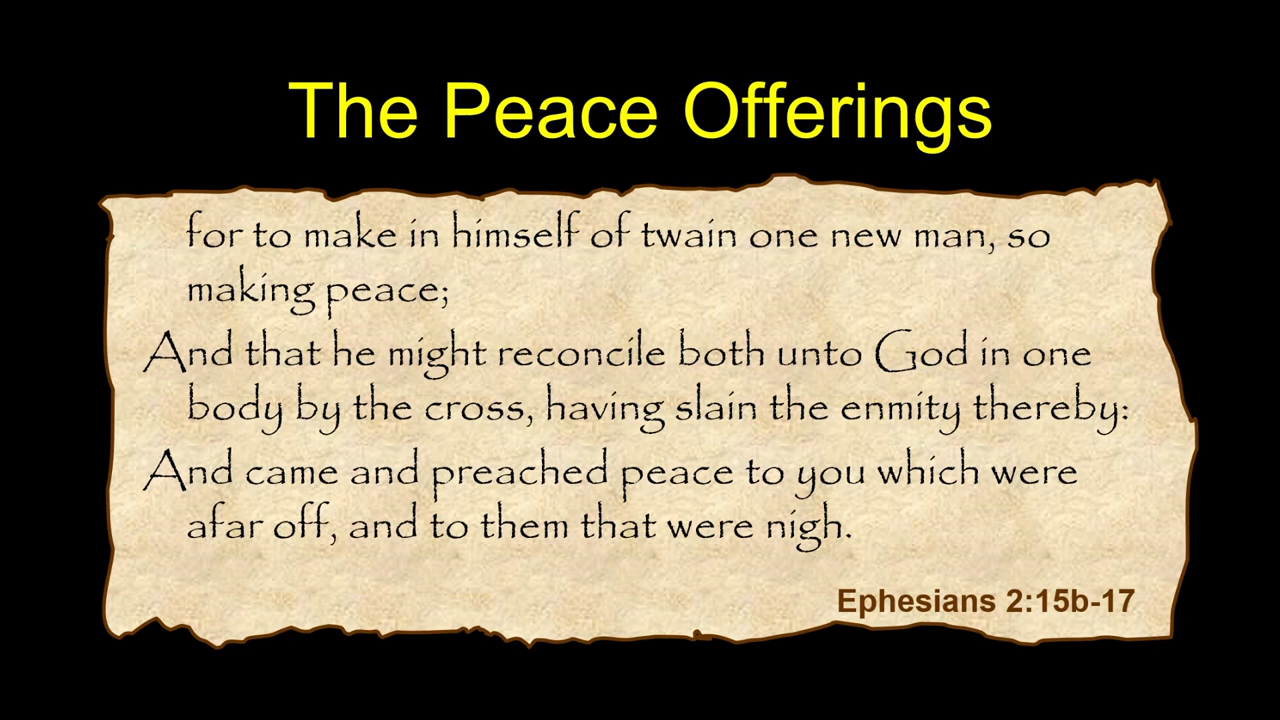 The Peace Offerings
for to make in himself of twain one new man, so
making peace;
And that he might reconcile both unto God in one
body by the cross, having slain the enmity thereby:
And came and preached peace to you which were
afar off, and to them that were nigh.
Ephesians 2:15b-17